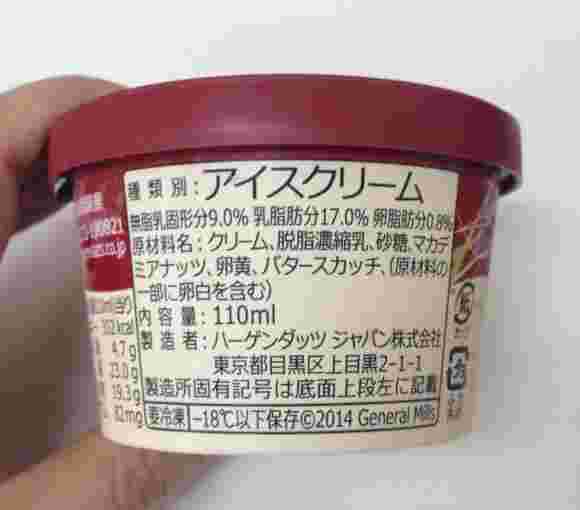 種類別:アイスクリーム
無脂乳固形分9.0% 乳脂肪分17.0% 卵脂肪分0.8%
原材料名:クリーム、脱脂濃縮乳、砂糖、マカデ
ミアナッツ、卵黄、バタースカッチ、(原材料の
一部に卵白を含む)
内容量:110ml
製造者:ハーゲンダッツ ジャパン株式会社
東京都目黒区上目黒2-1-1
製造所固有記号は底面上段左に記載
要冷凍 -18℃以下保存©2014 General Mills
302 kcal
4.7g
23.0g
19.3g
82mg
紙